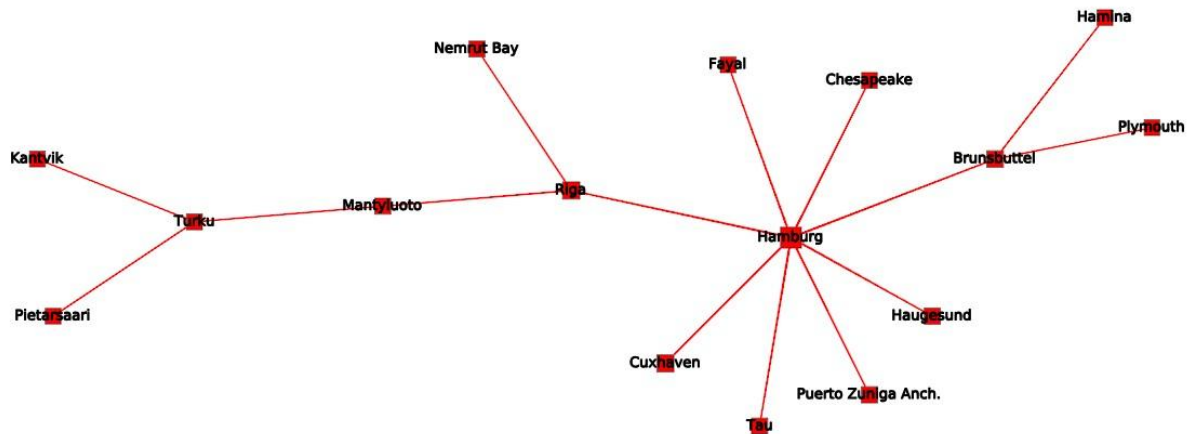 Hamina
Nemrut Bay
Fayal
Chesapeake
Plymouth
Kantvik
Brunsbuttel
Riga
Mantyluoto
Turku
Hamburg
Pietarsaari
Haugesund
Cuxhaven
Puerto Zuniga Anch.
Tau